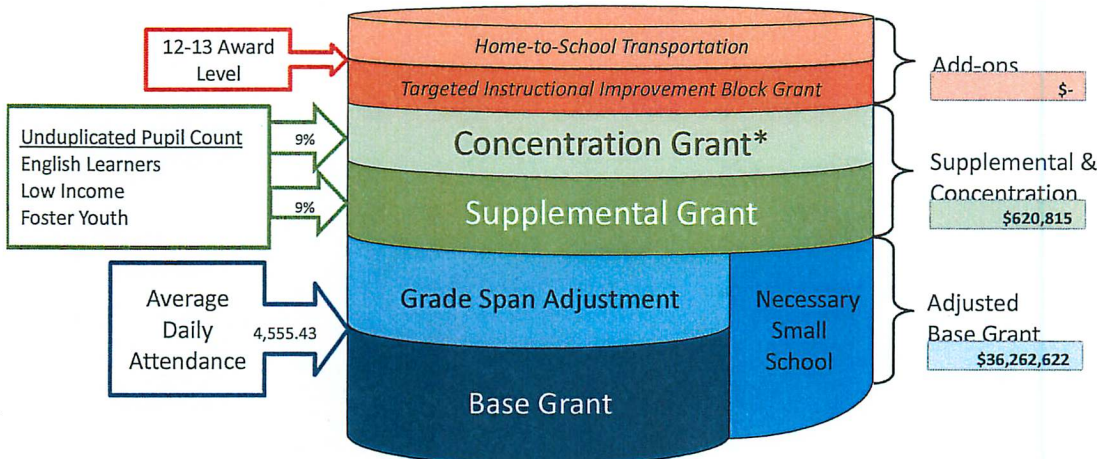 12-13 Award
Level
Home-to-School Transportation
Targeted Instructional Improvement Block Grant
Add-ons
$-
Unduplicated Pupil Count
English Learners
Low Income
Foster Youth
9%
9%
Concentration Grant*
Supplemental Grant
Supplemental &
Concentration
$620,815
Average
Daily
Attendance
4,555.43
Grade Span Adjustment
Base Grant
Necessary
Small
School
Adjusted
Base Grant
$36,262,622